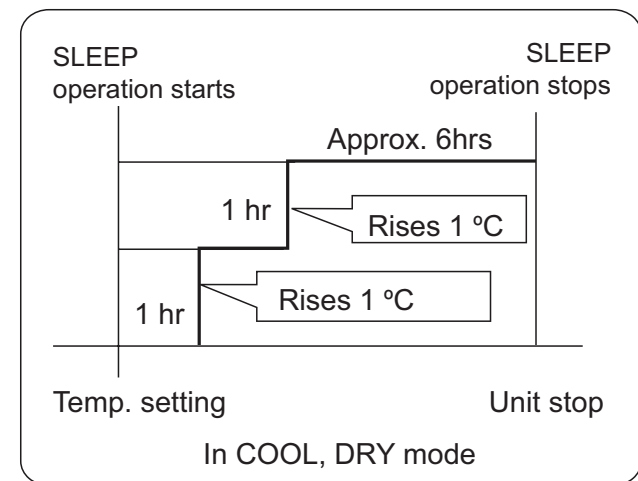 SLEEP
operation starts
SLEEP
operation stops
Approx. 6hrs
1 hr
Rises 1 ºC
1 hr
Rises 1 ºC
Temp. setting
Unit stop
In COOL, DRY mode